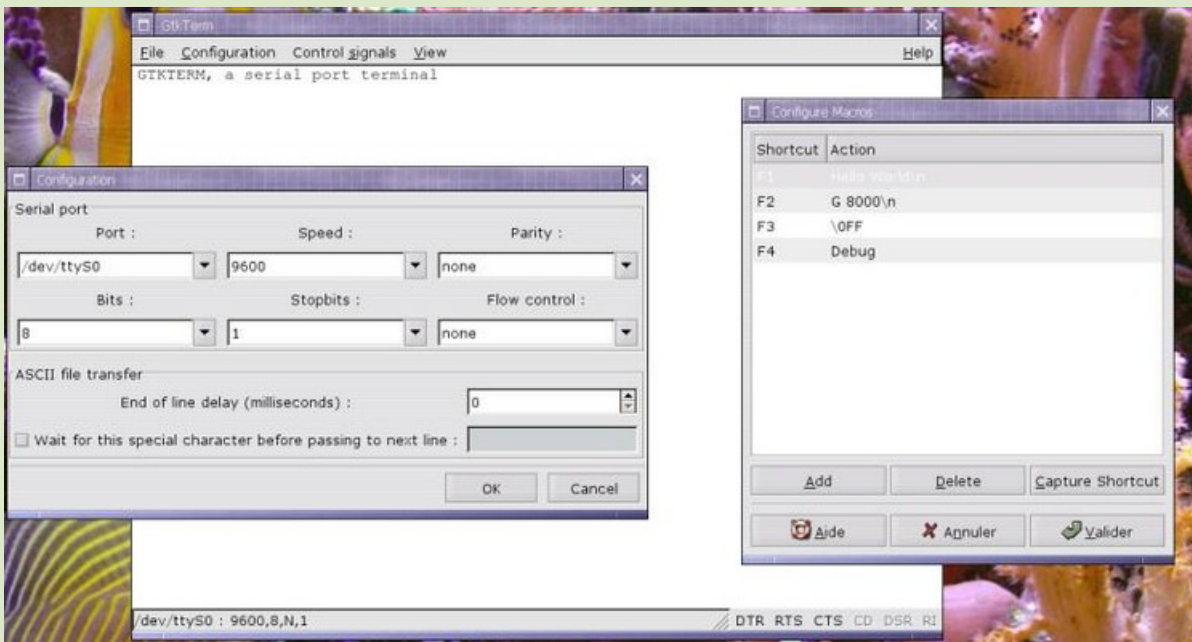 GtkTerm
File Configuration Control signals View Help
GTKTERM, a serial port terminal
Configuration
Serial port
Port : Speed : Parity :
/dev/ttyS0 9600 none
Bits : Stopbits : Flow control :
8 1 none
ASCII file transfer
End of line delay (milliseconds) : 0
Wait for this special character before passing to next line :
OK Cancel
Configure Macros
Shortcut Action
F1 Hello World\n
F2 G 8000\n
F3 \0FF
F4 Debug
Add Delete Capture Shortcut
Aide Annuler Valider
/dev/ttyS0 : 9600,8,N,1 DTR RTS CTS CD DSR RI